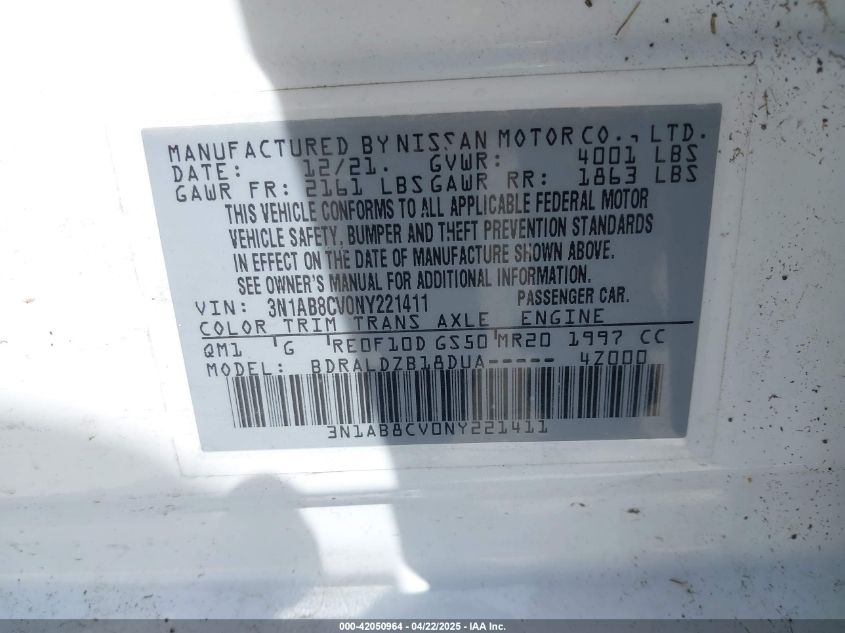 MANUFACTURED BY NISSAN MOTOR CO., LTD.
DATE: 12/21. GVWR: 4001 LBS
GAWR FR: 2161 LBS GAWR RR: 1863 LBS
THIS VEHICLE CONFORMS TO ALL APPLICABLE FEDERAL MOTOR
VEHICLE SAFETY, BUMPER AND THEFT PREVENTION STANDARDS
IN EFFECT ON THE DATE OF MANUFACTURE SHOWN ABOVE.
SEE OWNER'S MANUAL FOR ADDITIONAL INFORMATION.
VIN: 3N1AB8CV0NY221411 PASSENGER CAR.
COLOR TRIM TRANS AXLE ENGINE
QM1 G RE0F10D GS50 MR20 1997 CC
MODEL: BDRALDZB18DUA----- 4Z000
3N1AB8CV0NY221411
000-42050964 - 04/22/2025 - IAA Inc.